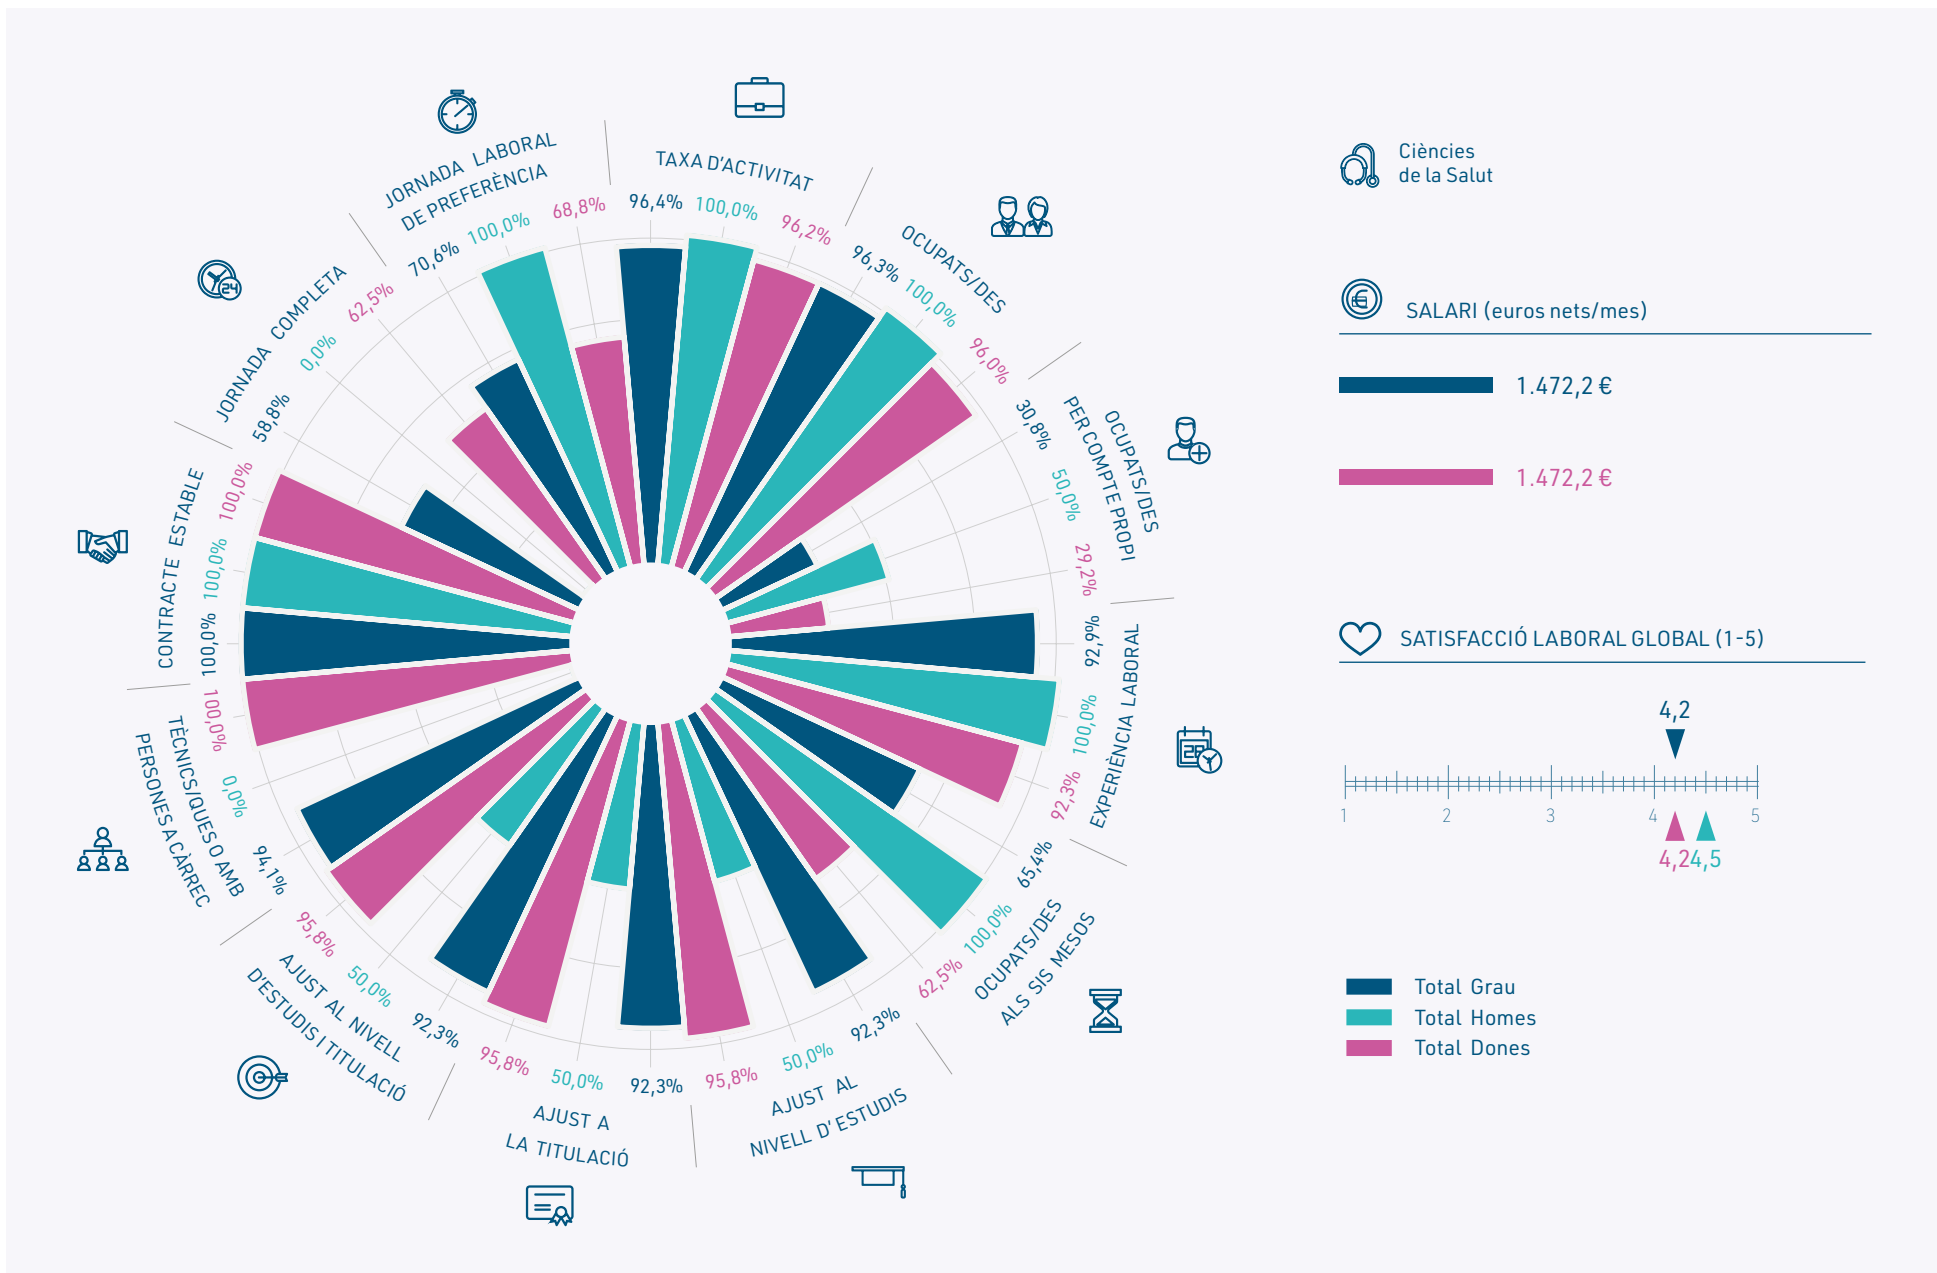 TAXA D'ACTIVITAT
96,4%
100,0%
96,2%
OCUPATS/DES
96,3%
100,0%
96,0%
OCUPATS/DES
PER COMPTE PROPI
30,8%
50,0%
29,2%
EXPERIÈNCIA LABORAL
92,9%
100,0%
92,3%
OCUPATS/DES
ALS SIS MESOS
65,4%
100,0%
62,5%
AJUST AL
NIVELL D'ESTUDIS
92,3%
50,0%
95,8%
AJUST A
LA TITULACIÓ
92,3%
50,0%
95,8%
AJUST AL NIVELL
D'ESTUDIS I TITULACIÓ
92,3%
50,0%
95,8%
TÈCNICS/QUES O AMB
PERSONES A CÀRREC
94,1%
0,0%
100,0%
CONTRACTE ESTABLE
100,0%
100,0%
100,0%
JORNADA COMPLETA
58,8%
0,0%
62,5%
24
JORNADA LABORAL
DE PREFERÈNCIA
70,6%
100,0%
68,8%
Ciències
de la Salut
€
SALARI (euros nets/mes)
1.472,2 €
1.472,2 €
SATISFACCIÓ LABORAL GLOBAL (1-5)
4,2
1 2 3 4 5
4,2 4,5
Total Grau
Total Homes
Total Dones